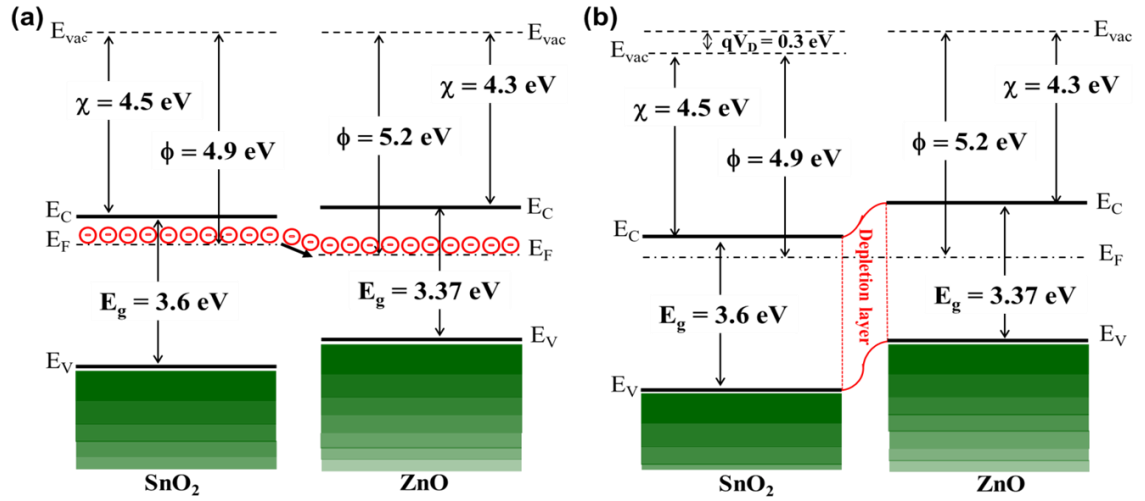 (a)
E_vac
E_vac
χ = 4.5 eV
χ = 4.3 eV
ϕ = 4.9 eV
ϕ = 5.2 eV
E_C
E_C
E_F
E_F
E_g = 3.6 eV
E_g = 3.37 eV
E_V
E_V
SnO₂
ZnO
(b)
E_vac
qV_D = 0.3 eV
E_vac
χ = 4.5 eV
χ = 4.3 eV
ϕ = 4.9 eV
ϕ = 5.2 eV
E_C
E_C
E_F
Depletion layer
E_g = 3.6 eV
E_g = 3.37 eV
E_V
E_V
SnO₂
ZnO